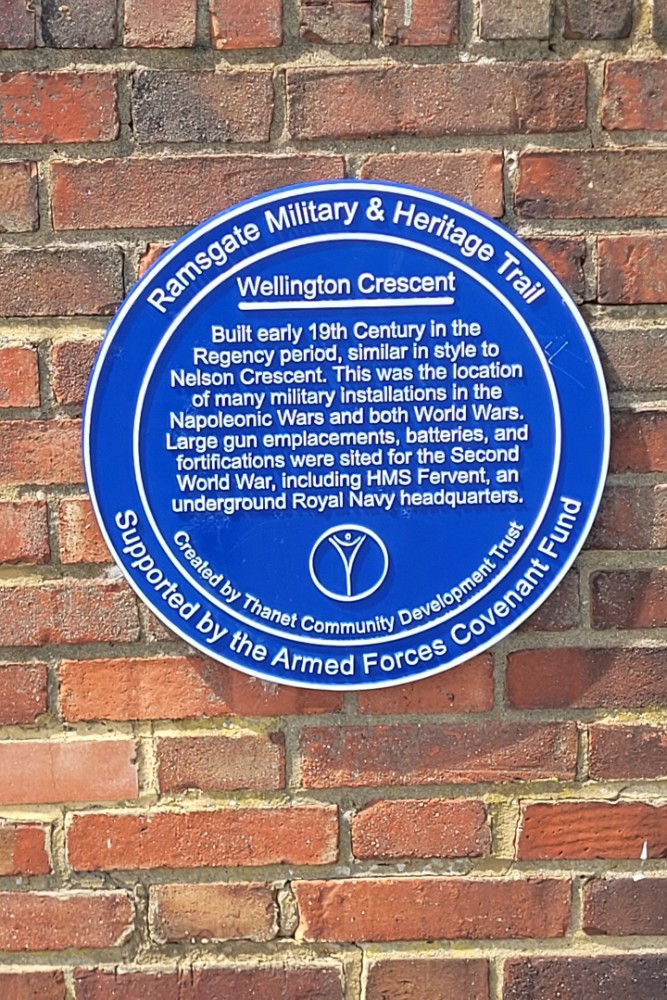 Ramsgate Military & Heritage Trail
Wellington Crescent
Built early 19th Century in the
Regency period, similar in style to
Nelson Crescent. This was the location
of many military installations in the
Napoleonic Wars and both World Wars.
Large gun emplacements, batteries, and
fortifications were sited for the Second
World War, including HMS Fervent, an
underground Royal Navy headquarters.
Created by Thanet Community Development Trust
Supported by the Armed Forces Covenant Fund